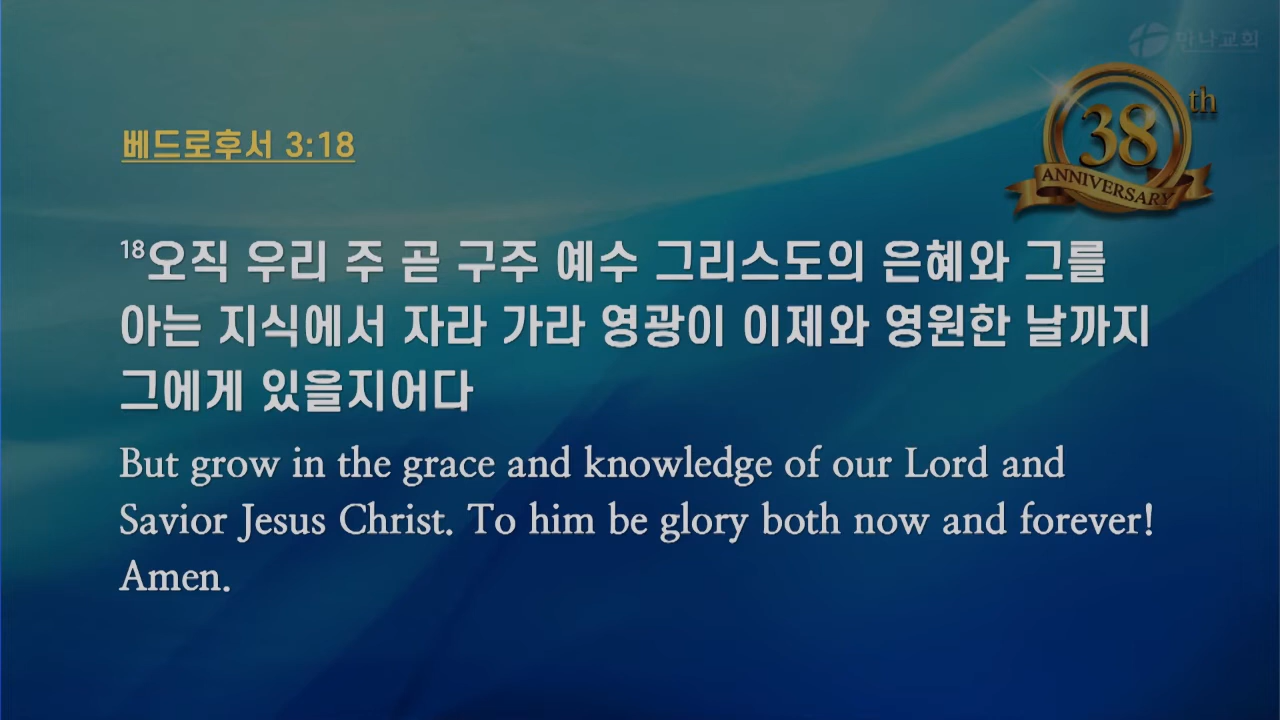 만나교회
38th
ANNIVERSARY
베드로후서 3:18
18오직 우리 주 곧 구주 예수 그리스도의 은혜와 그를
아는 지식에서 자라 가라 영광이 이제와 영원한 날까지
그에게 있을지어다
But grow in the grace and knowledge of our Lord and
Savior Jesus Christ. To him be glory both now and forever!
Amen.